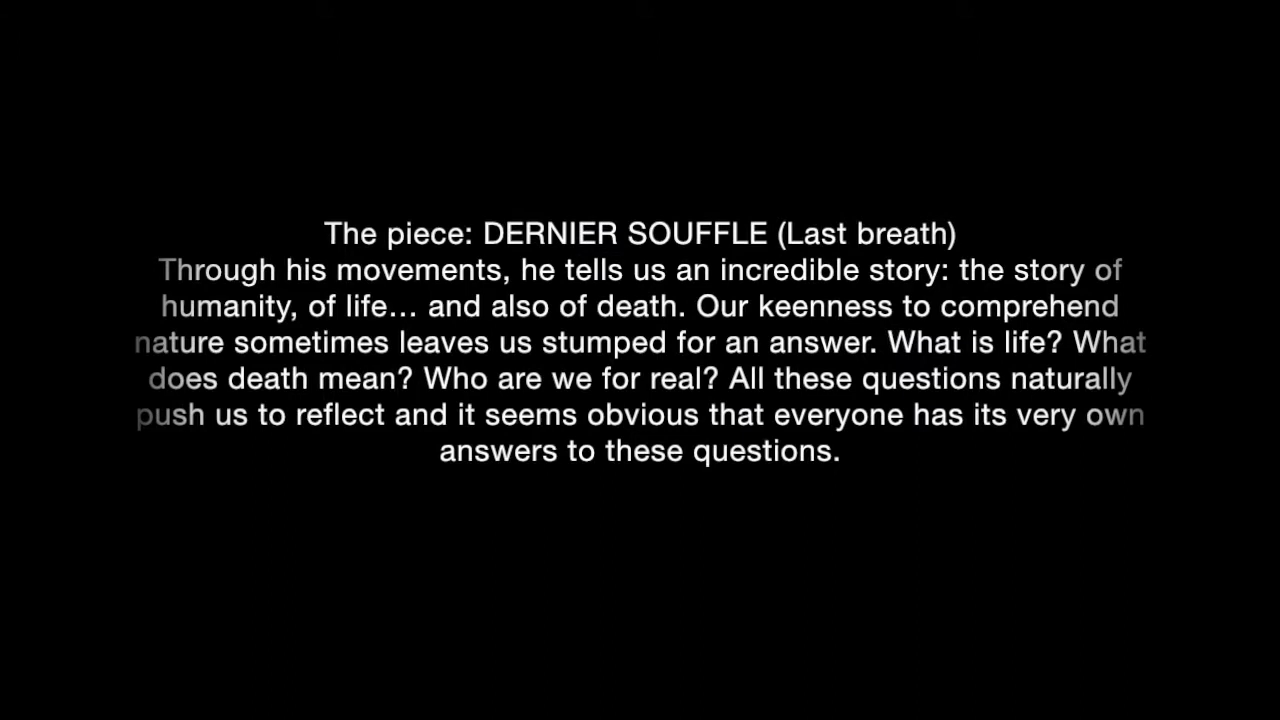 The piece: DERNIER SOUFFLE (Last breath)
Through his movements, he tells us an incredible story: the story of
humanity, of life… and also of death. Our keenness to comprehend
nature sometimes leaves us stumped for an answer. What is life? What
does death mean? Who are we for real? All these questions naturally
push us to reflect and it seems obvious that everyone has its very own
answers to these questions.